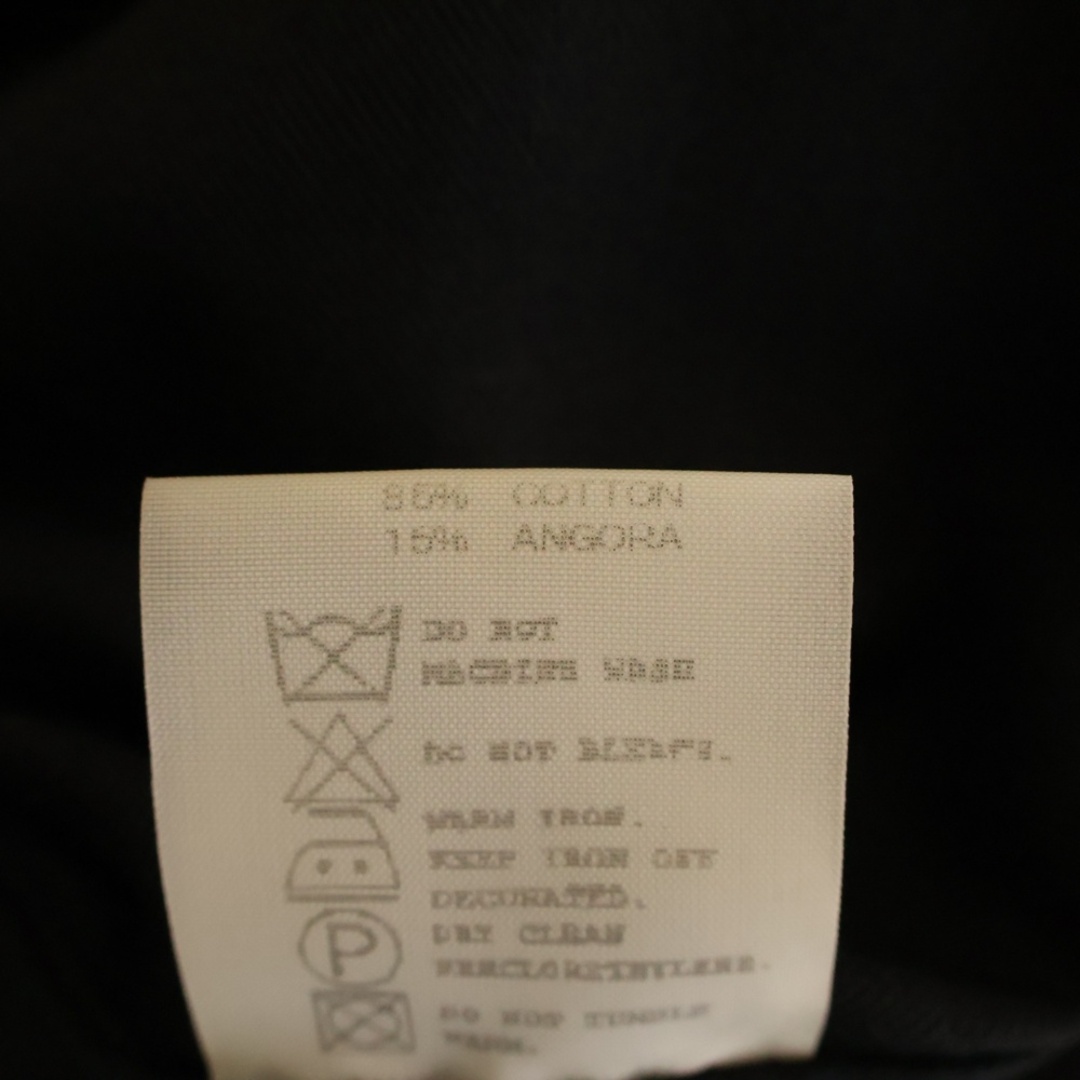 85% COTTON
15% ANGORA
DO NOT
MACHINE WASH
DO NOT BLEACH.
WARM IRON.
KEEP IRON OFF
DECORATED.
DRY CLEAN
P
PERCLORETHYLENE.
DO NOT TUMBLE